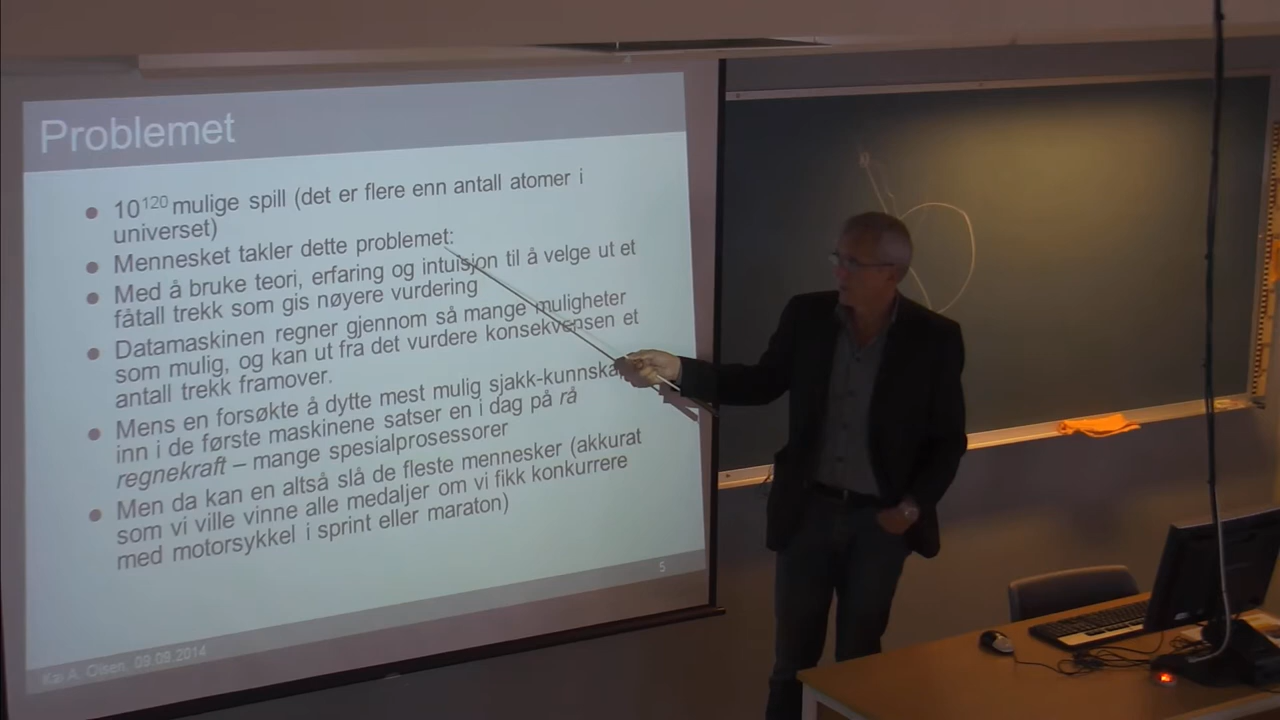 Problemet
10120 mulige spill (det er flere enn antall atomer i
universet)
Mennesket takler dette problemet:
Med å bruke teori, erfaring og intuisjon til å velge ut et
fåtall trekk som gis nøyere vurdering
Datamaskinen regner gjennom så mange muligheter
som mulig, og kan ut fra det vurdere konsekvensen et
antall trekk framover.
Mens en forsøkte å dytte mest mulig sjakk-kunnska
inn i de første maskinene satser en i dag på rå
regnekraft – mange spesialprosessorer
Men da kan en altså slå de fleste mennesker (akkurat
som vi ville vinne alle medaljer om vi fikk konkurrere
med motorsykkel i sprint eller maraton)
5
Kai A. Olsen, 09.09.2014